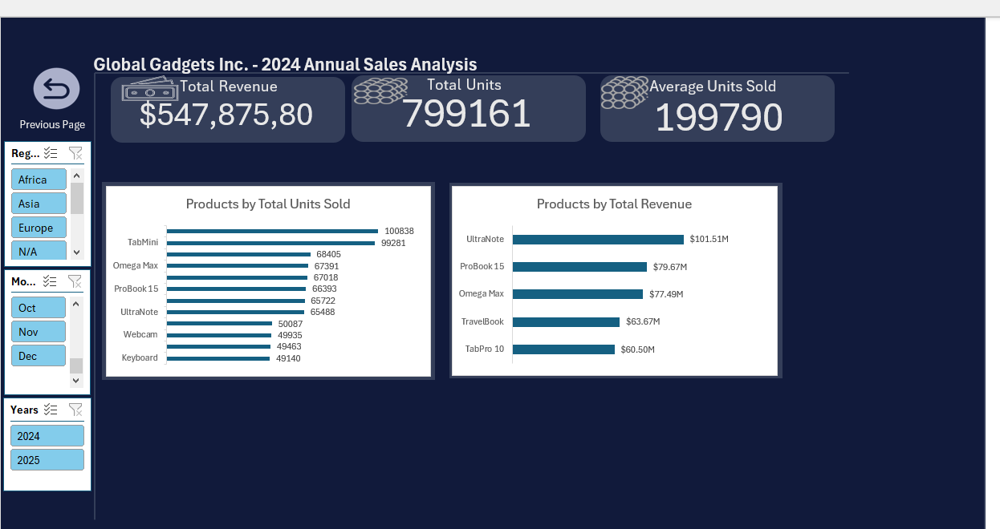 Global Gadgets Inc. - 2024 Annual Sales Analysis
Previous Page
Total Revenue
$547,875,80
Total Units
799161
Average Units Sold
199790
Reg...
Africa
Asia
Europe
N/A
Mo...
Oct
Nov
Dec
Years
2024
2025
Products by Total Units Sold
100838
TabMini 99281
68405
Omega Max 67391
67018
ProBook 15 66393
65722
UltraNote 65488
50087
Webcam 49935
49463
Keyboard 49140
Products by Total Revenue
UltraNote $101.51M
ProBook 15 $79.67M
Omega Max $77.49M
TravelBook $63.67M
TabPro 10 $60.50M